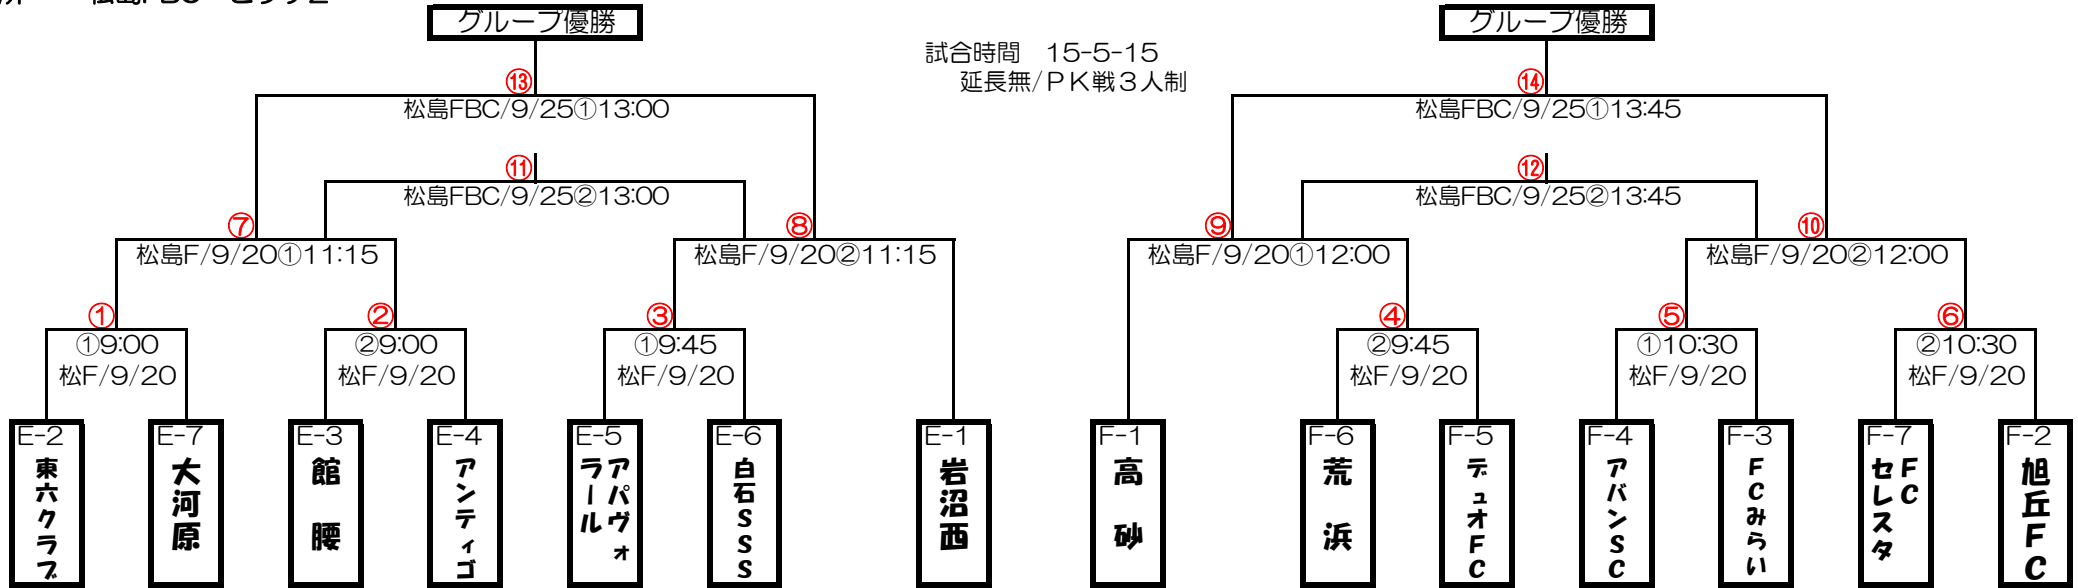 松島FBC ピッチ2
グループ優勝
グループ優勝
試合時間 15-5-15
延長無/PK戦3人制
⑬
松島FBC/9/25①13:00
⑭
松島FBC/9/25①13:45
⑪
松島FBC/9/25②13:00
⑫
松島FBC/9/25②13:45
⑦
松島F/9/20①11:15
⑧
松島F/9/20②11:15
⑨
松島F/9/20①12:00
⑩
松島F/9/20②12:00
①
①9:00
松F/9/20
②
②9:00
松F/9/20
③
①9:45
松F/9/20
④
②9:45
松F/9/20
⑤
①10:30
松F/9/20
⑥
②10:30
松F/9/20
E-2
東六クラブ
E-7
大河原
E-3
館腰
E-4
アンティゴ
E-5
アパヴォ
ラール
E-6
白石SSS
E-1
岩沼西
F-1
高砂
F-6
荒浜
F-5
デュオFC
F-4
アバンSC
F-3
FCみらい
F-7
FC
セレスタ
F-2
旭丘FC